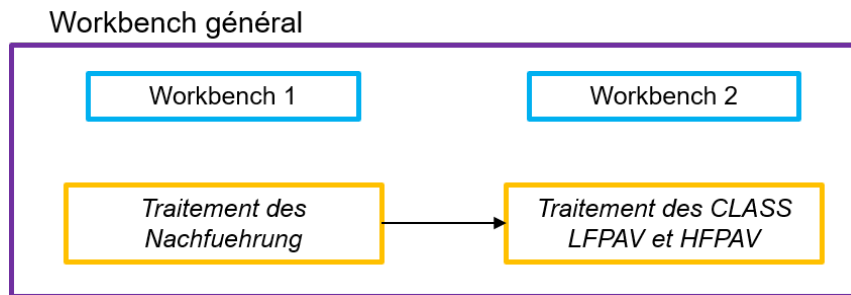 Workbench général
Workbench 1
Workbench 2
Traitement des
Nachfuehrung
Traitement des CLASS
LFPAV et HFPAV